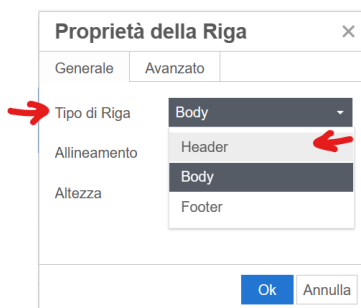 Proprietà della Riga ×
Generale Avanzato
Tipo di Riga Body
Allineamento Header
Body
Altezza Footer
Ok Annulla